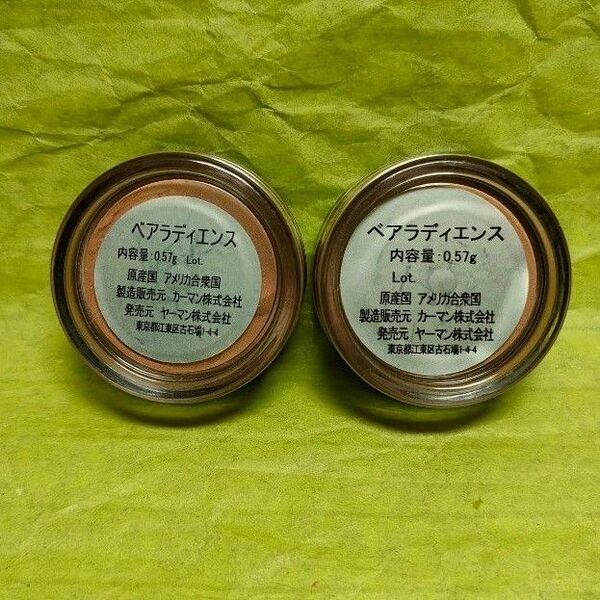 ベアラディエンス
内容量:0.57g Lot.
原産国 アメリカ合衆国
製造販売元 カーマン株式会社
発売元 ヤーマン株式会社
東京都江東区古石場1-4-4
ベアラディエンス
内容量:0.57g
Lot.
原産国 アメリカ合衆国
製造販売元 カーマン株式会社
発売元 ヤーマン株式会社
東京都江東区古石場1-4-4